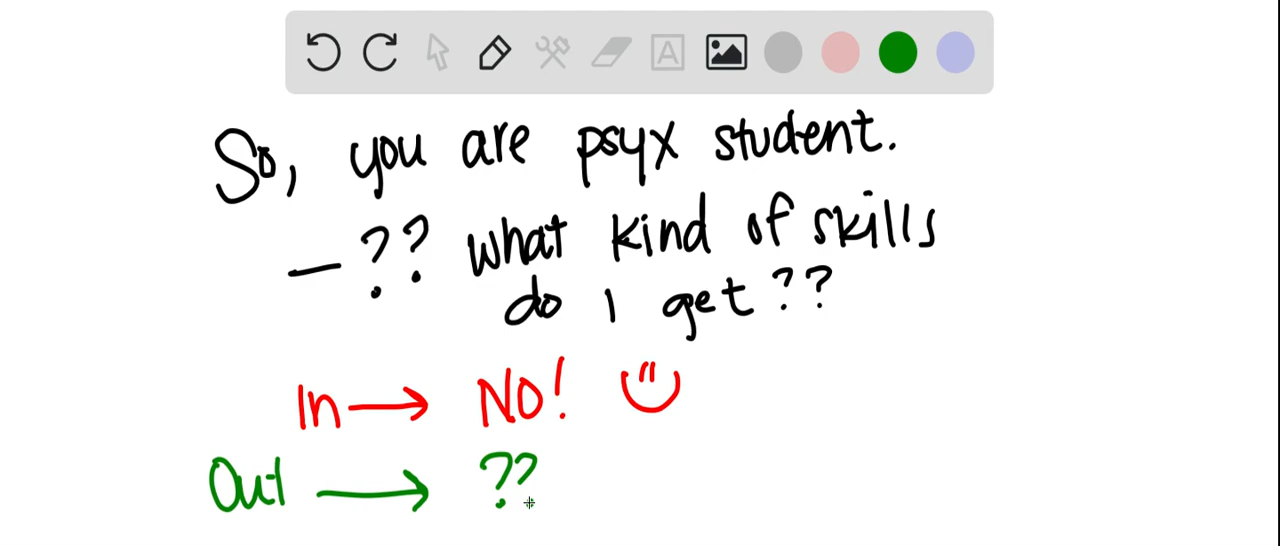 A
So, you are psyx student.
— ?? what kind of skills
do I get??
In → NO!
Out → ??